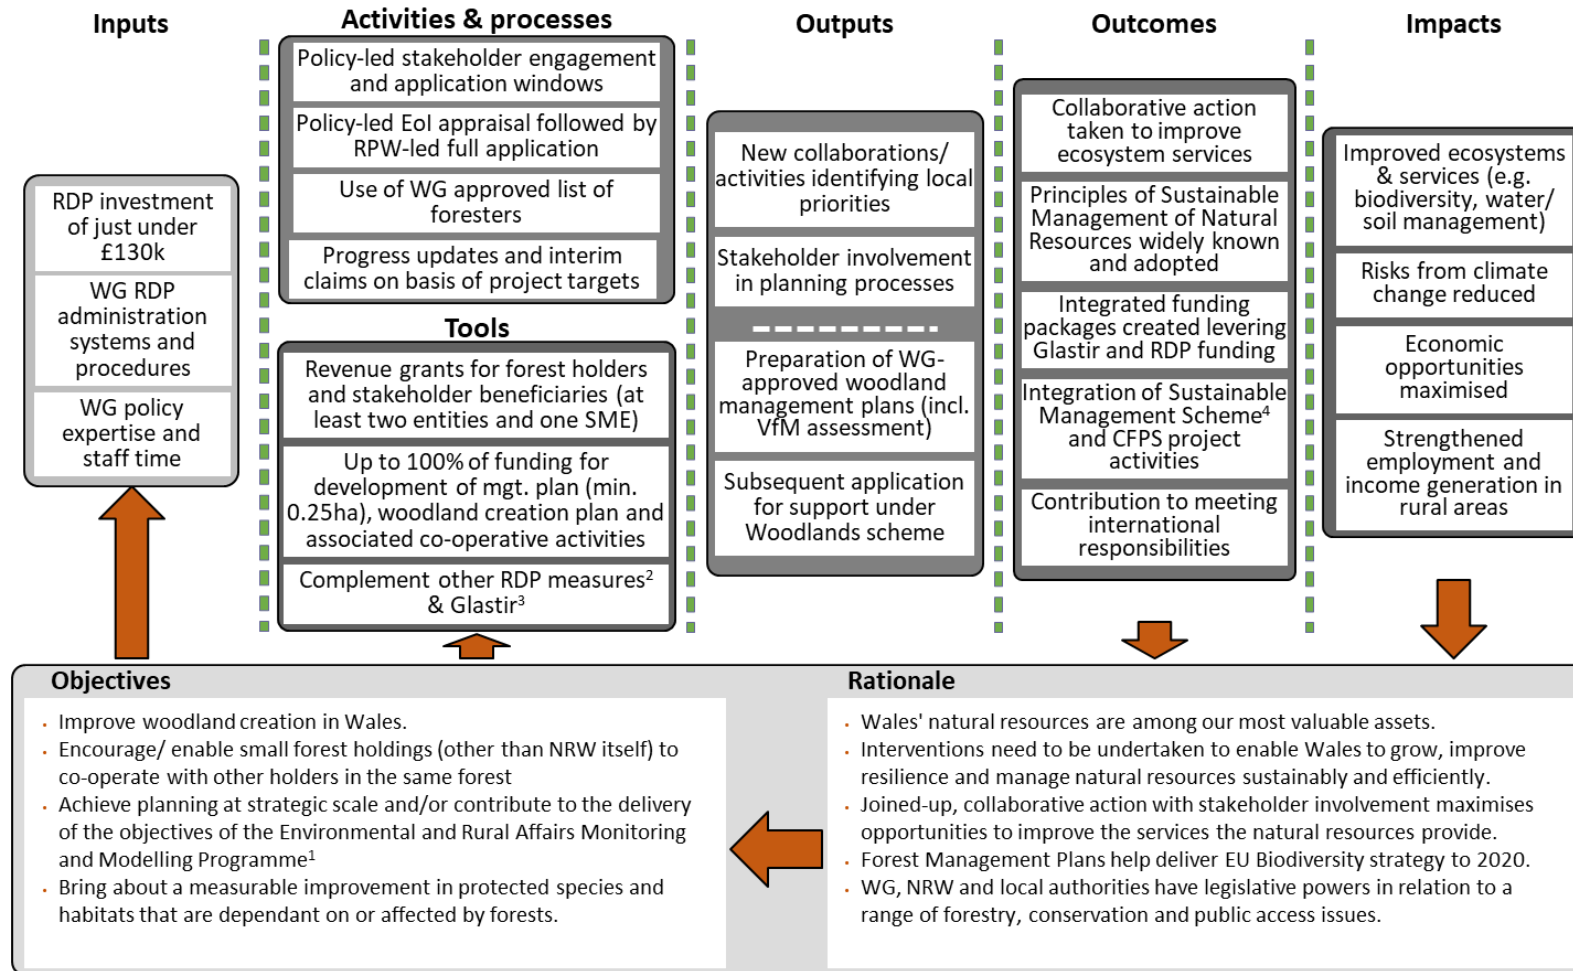 Inputs
RDP investment
of just under
£130k
WG RDP
administration
systems and
procedures
WG policy
expertise and
staff time
Activities & processes
Policy-led stakeholder engagement
and application windows
Policy-led EoI appraisal followed by
RPW-led full application
Use of WG approved list of
foresters
Progress updates and interim
claims on basis of project targets
Tools
Revenue grants for forest holders
and stakeholder beneficiaries (at
least two entities and one SME)
Up to 100% of funding for
development of mgt. plan (min.
0.25ha), woodland creation plan and
associated co-operative activities
Complement other RDP measures²
& Glastir³
Outputs
New collaborations/
activities identifying local
priorities
Stakeholder involvement
in planning processes
Preparation of WG-
approved woodland
management plans (incl.
VfM assessment)
Subsequent application
for support under
Woodlands scheme
Outcomes
Collaborative action
taken to improve
ecosystem services
Principles of Sustainable
Management of Natural
Resources widely known
and adopted
Integrated funding
packages created levering
Glastir and RDP funding
Integration of Sustainable
Management Scheme⁴
and CFPS project
activities
Contribution to meeting
international
responsibilities
Impacts
Improved ecosystems
& services (e.g.
biodiversity, water/
soil management)
Risks from climate
change reduced
Economic
opportunities
maximised
Strengthened
employment and
income generation in
rural areas
Objectives
• Improve woodland creation in Wales.
• Encourage/ enable small forest holdings (other than NRW itself) to
co-operate with other holders in the same forest
• Achieve planning at strategic scale and/or contribute to the delivery
of the objectives of the Environmental and Rural Affairs Monitoring
and Modelling Programme¹
• Bring about a measurable improvement in protected species and
habitats that are dependant on or affected by forests.
Rationale
• Wales' natural resources are among our most valuable assets.
• Interventions need to be undertaken to enable Wales to grow, improve
resilience and manage natural resources sustainably and efficiently.
• Joined-up, collaborative action with stakeholder involvement maximises
opportunities to improve the services the natural resources provide.
• Forest Management Plans help deliver EU Biodiversity strategy to 2020.
• WG, NRW and local authorities have legislative powers in relation to a
range of forestry, conservation and public access issues.